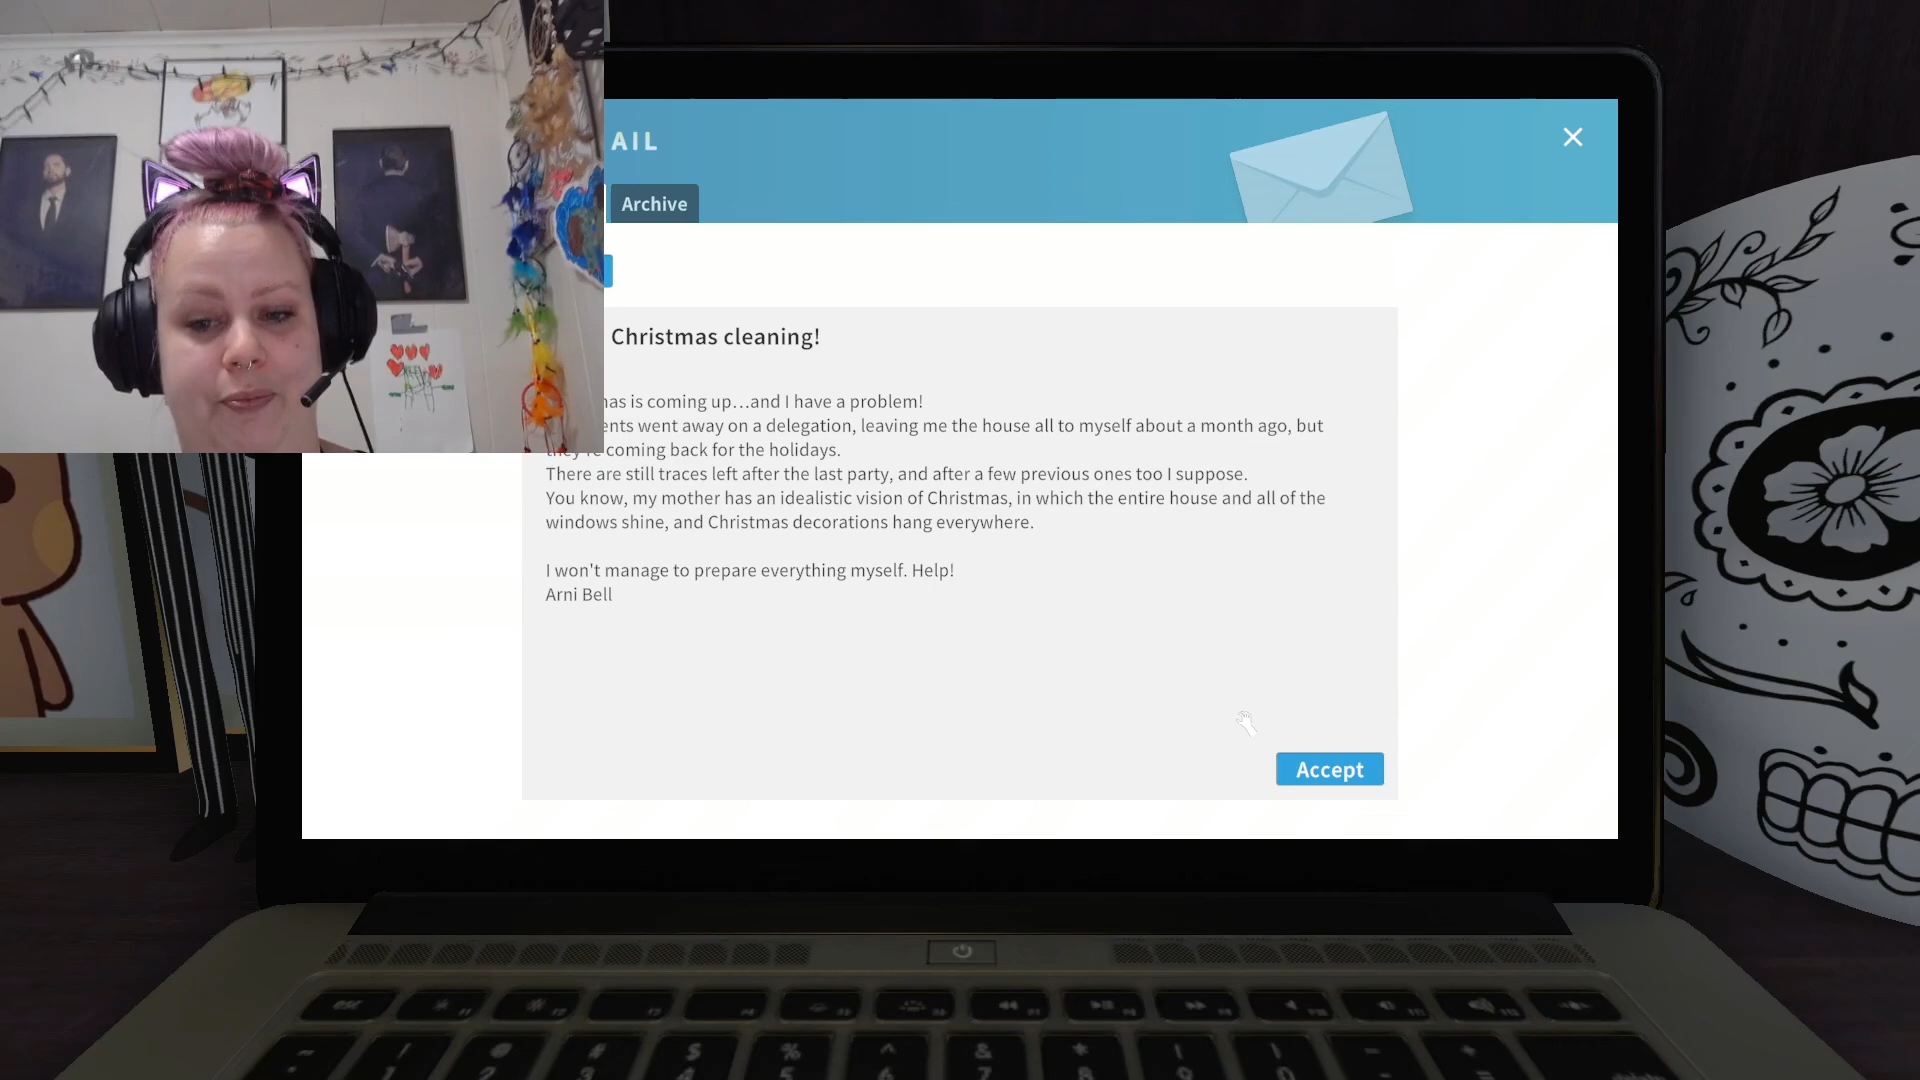 AIL
Archive
Christmas cleaning!
is coming up...and I have a problem!
went away on a delegation, leaving me the house all to myself about a month ago, but
coming back for the holidays.
There are still traces left after the last party, and after a few previous ones too I suppose.
You know, my mother has an idealistic vision of Christmas, in which the entire house and all of the
windows shine, and Christmas decorations hang everywhere.
I won't manage to prepare everything myself. Help!
Arni Bell
Accept
esc